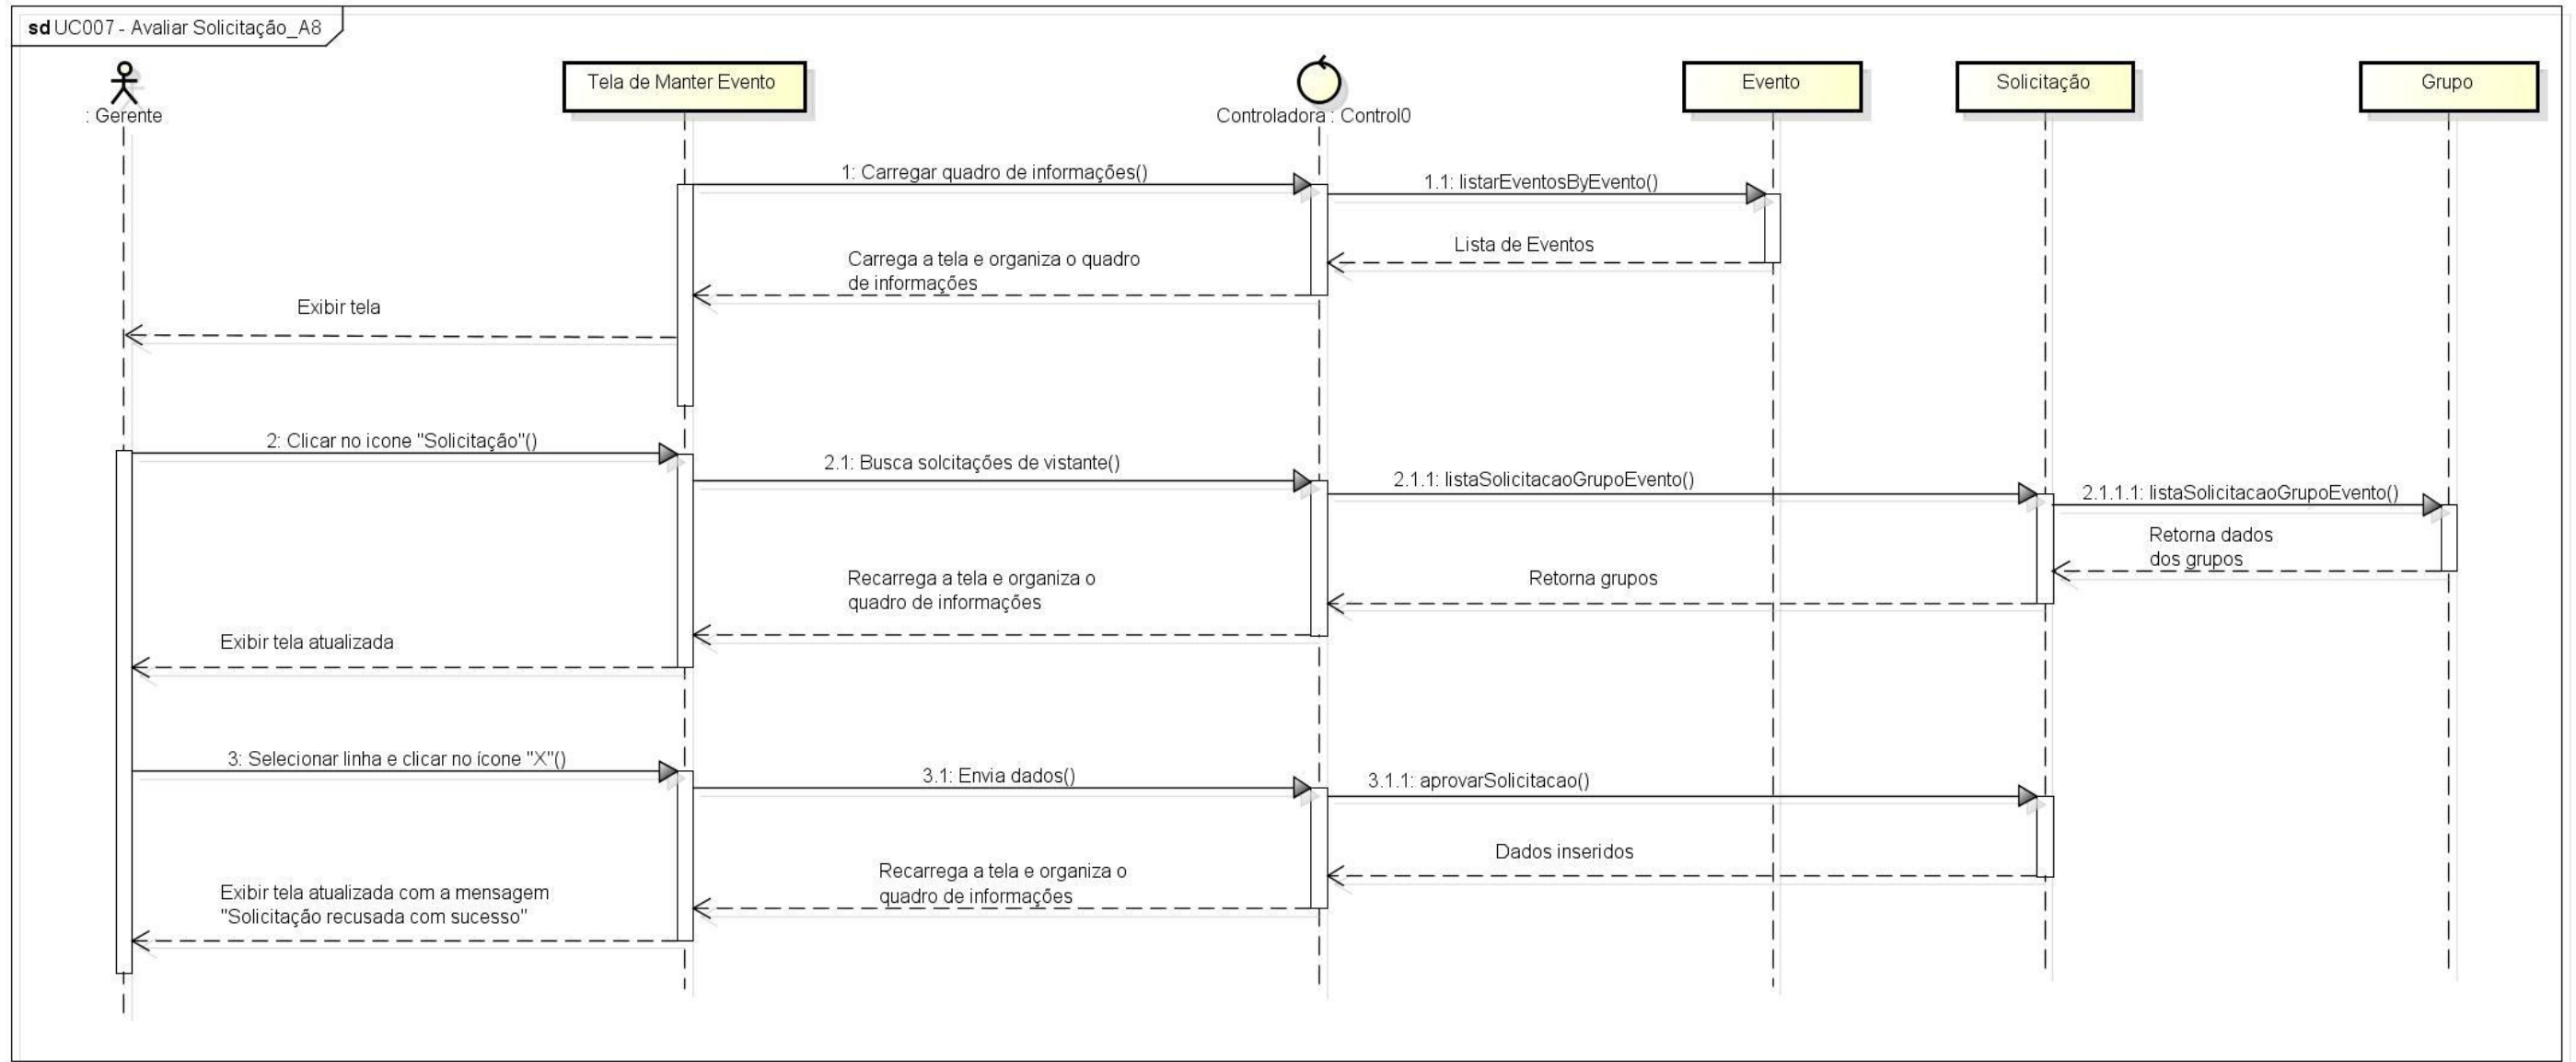 sd UC007 - Avaliar Solicitação_A8
: Gerente
Tela de Manter Evento
Controladora : Control0
Evento
Solicitação
Grupo
1: Carregar quadro de informações()
1.1: listarEventosByEvento()
Lista de Eventos
Carrega a tela e organiza o quadro
de informações
Exibir tela
2: Clicar no icone "Solicitação"()
2.1: Busca solcitações de vistante()
2.1.1: listaSolicitacaoGrupoEvento()
2.1.1.1: listaSolicitacaoGrupoEvento()
Retorna dados
dos grupos
Retorna grupos
Recarrega a tela e organiza o
quadro de informações
Exibir tela atualizada
3: Selecionar linha e clicar no ícone "X"()
3.1: Envia dados()
3.1.1: aprovarSolicitacao()
Dados inseridos
Recarrega a tela e organiza o
quadro de informações
Exibir tela atualizada com a mensagem
"Solicitação recusada com sucesso"